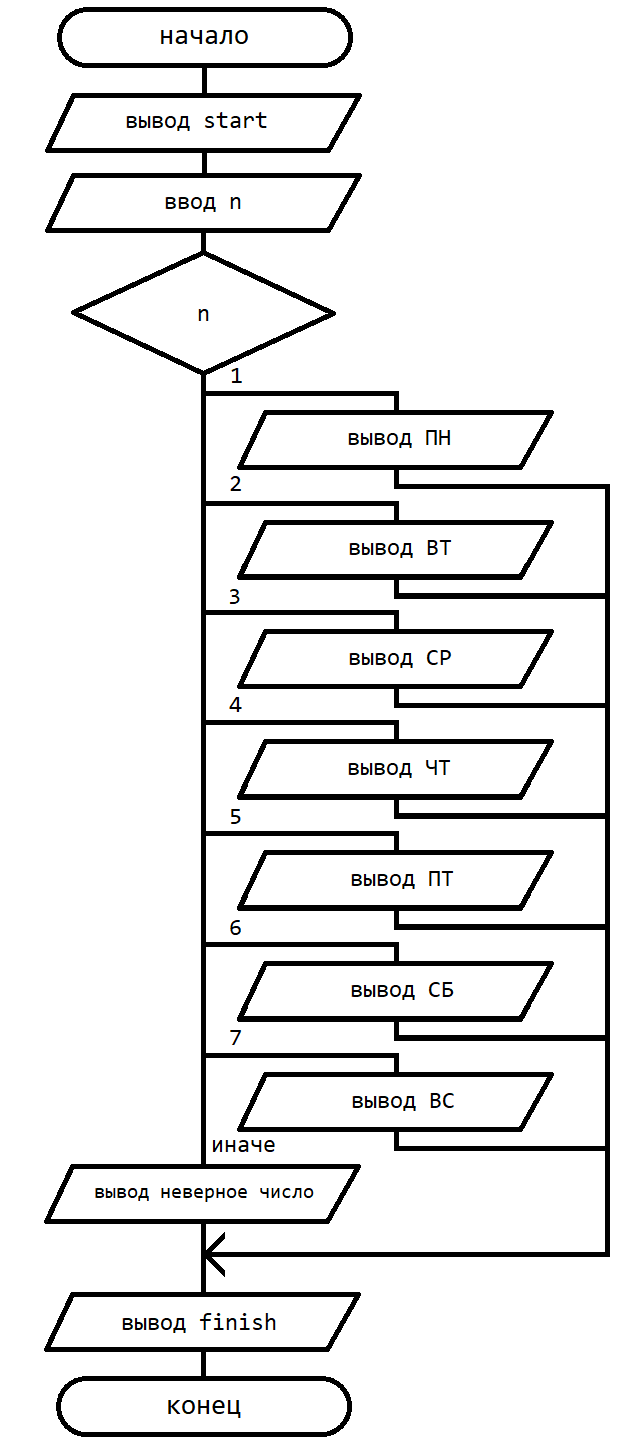 начало
вывод start
ввод n
n
1
вывод ПН
2
вывод ВТ
3
вывод СР
4
вывод ЧТ
5
вывод ПТ
6
вывод СБ
7
вывод ВС
иначе
вывод неверное число
вывод finish
конец